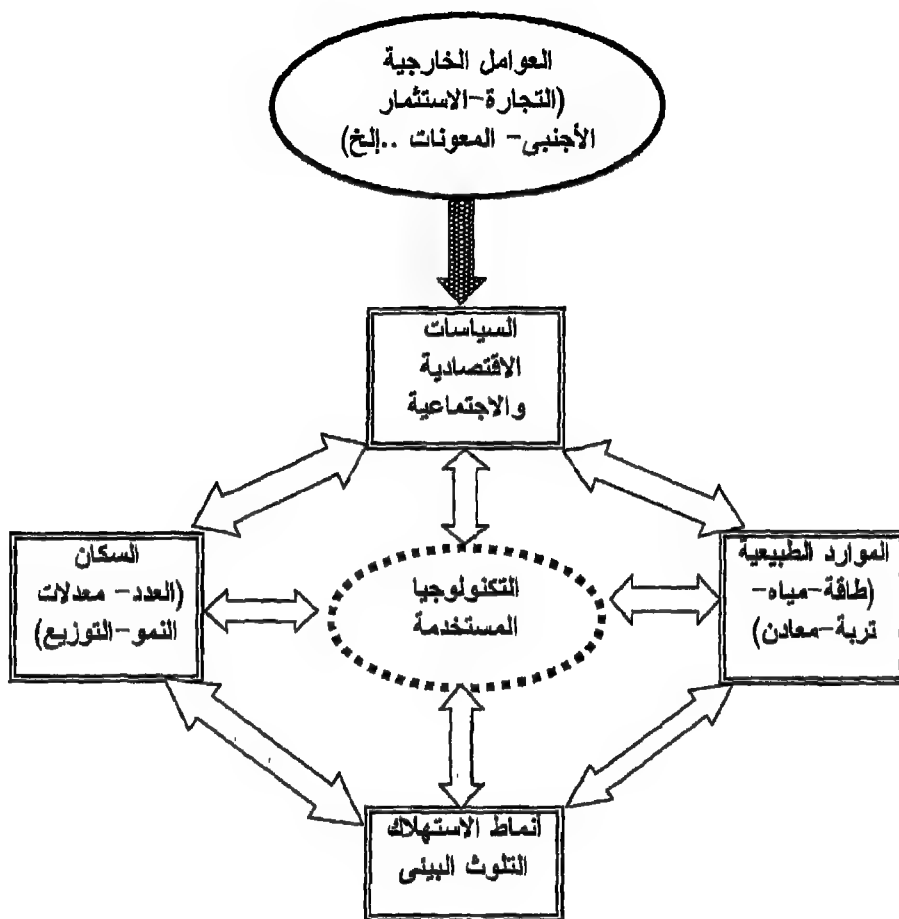 العوامل الخارجية
(التجارة-الاستثمار
الأجنبى- المعونات ..إلخ)
السياسات
الاقتصادية
والاجتماعية
الموارد الطبيعية
(طاقة-مياه-
تربة-معادن)
التكنولوجيا
المستخدمة
السكان
(العدد- معدلات
النمو-التوزيع)
أنماط الاستهلاك
التلوث البيئى